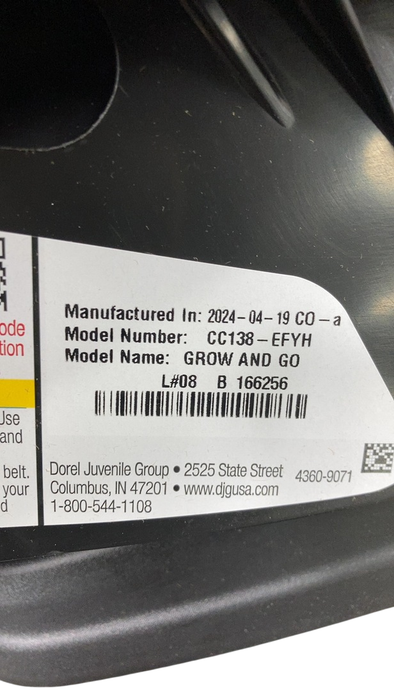 ode
tion
Use
and
belt.
your
d
Manufactured In: 2024-04-19 CO-a
Model Number: CC138-EFYH
Model Name: GROW AND GO
L#08 B 166256
Dorel Juvenile Group • 2525 State Street 4360-9071
Columbus, IN 47201 • www.djgusa.com
1-800-544-1108